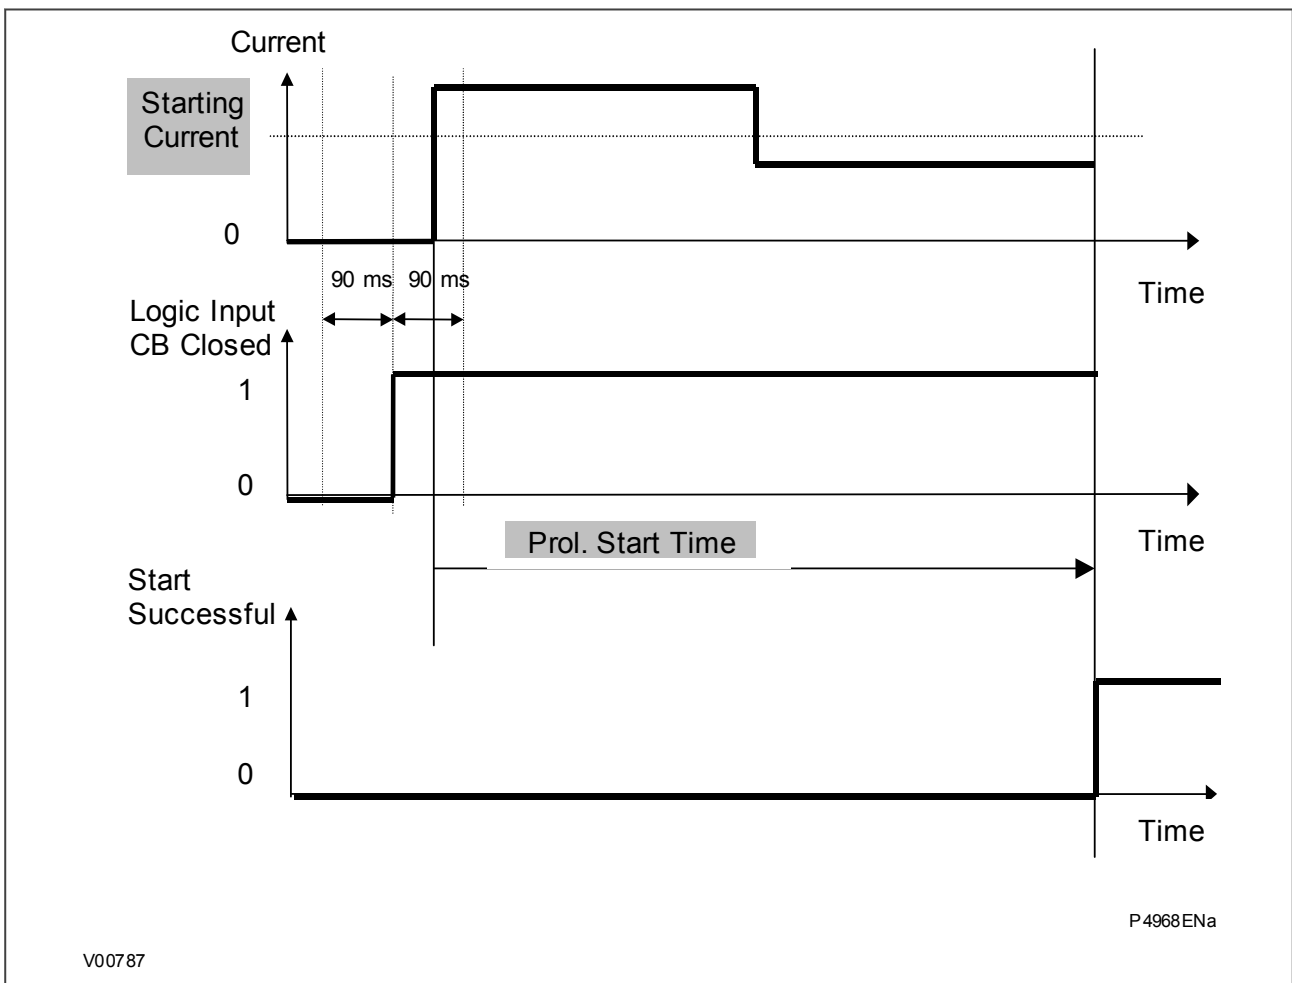 Current
Starting
Current
0
90 ms 90 ms
Time
Logic Input
CB Closed
1
0
Prol. Start Time
Time
Start
Successful
1
0
Time
P4968ENa
V00787